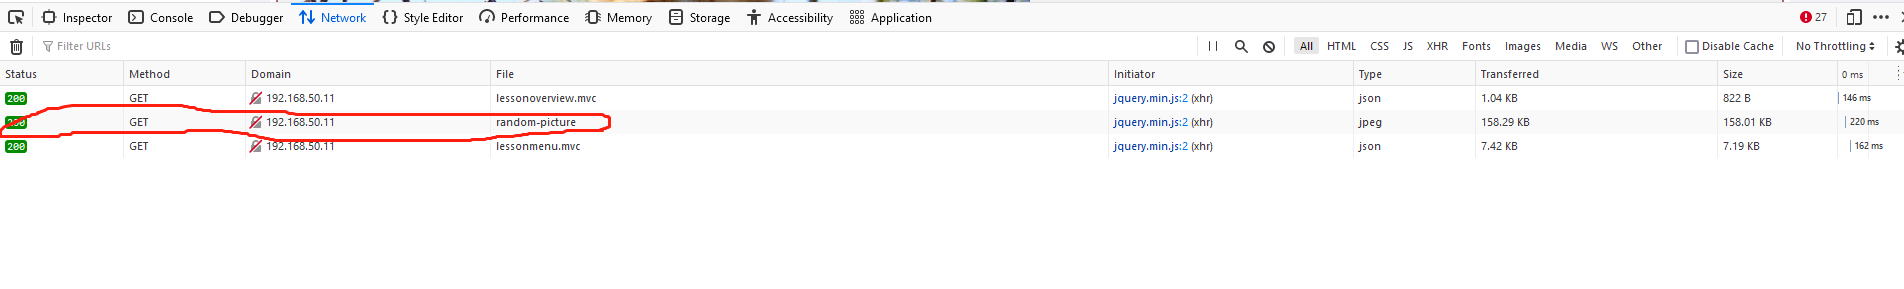 Inspector Console Debugger Network Style Editor Performance Memory Storage Accessibility Application 27
Filter URLs All HTML CSS JS XHR Fonts Images Media WS Other Disable Cache No Throttling
Status Method Domain File Initiator Type Transferred Size 0 ms
200 GET 192.168.50.11 lessonoverview.mvc jquery.min.js:2 (xhr) json 1.04 KB 822 B 146 ms
200 GET 192.168.50.11 random-picture jquery.min.js:2 (xhr) jpeg 158.29 KB 158.01 KB 220 ms
200 GET 192.168.50.11 lessonmenu.mvc jquery.min.js:2 (xhr) json 7.42 KB 7.19 KB 162 ms